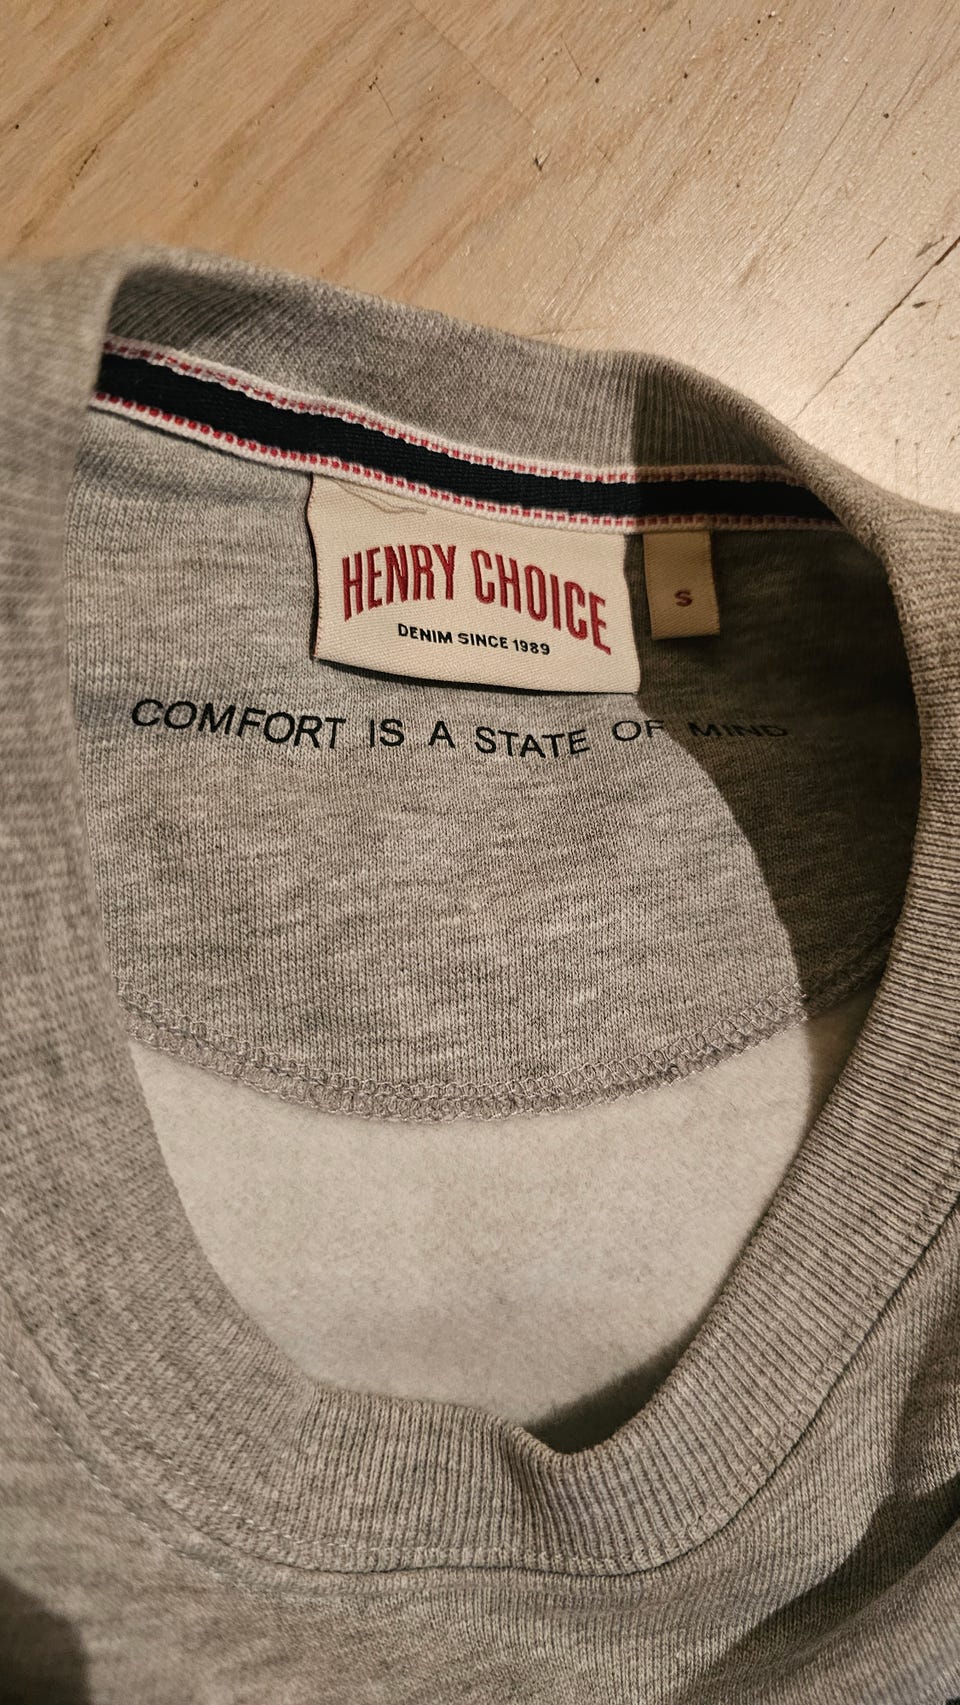 HENRY CHOICE
DENIM SINCE 1989
S
COMFORT IS A STATE OF MIND